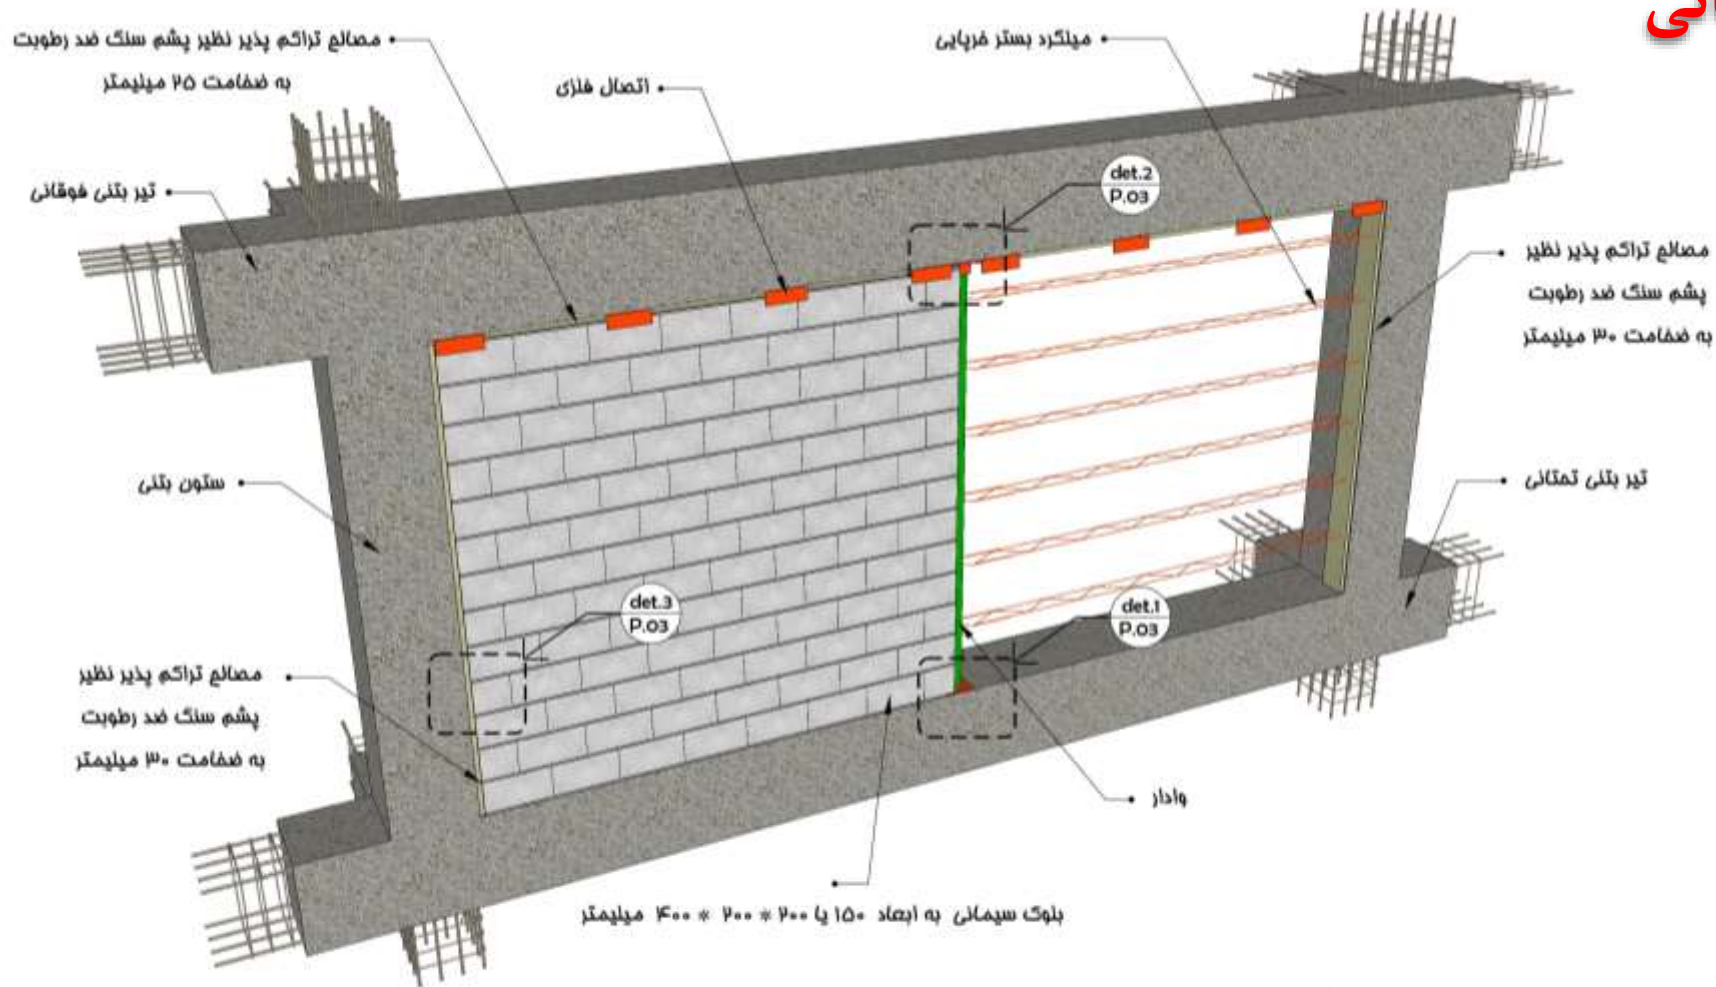 مصالح تراکم پذیر نظیر پشم سنگ ضد رطوبت
به ضخامت ۲۵ میلیمتر
اتصال فلزی
میلگرد بستر خرپایی
تیر بتنی فوقانی
det.2
P.03
مصالح تراکم پذیر نظیر
پشم سنگ ضد رطوبت
به ضخامت ۳۰ میلیمتر
ستون بتنی
تیر بتنی تحتانی
det.3
P.03
det.1
P.03
مصالح تراکم پذیر نظیر
پشم سنگ ضد رطوبت
به ضخامت ۳۰ میلیمتر
وادار
بلوک سیمانی به ابعاد ۱۵۰ یا ۲۰۰ * ۲۰۰ * ۴۰۰ میلیمتر